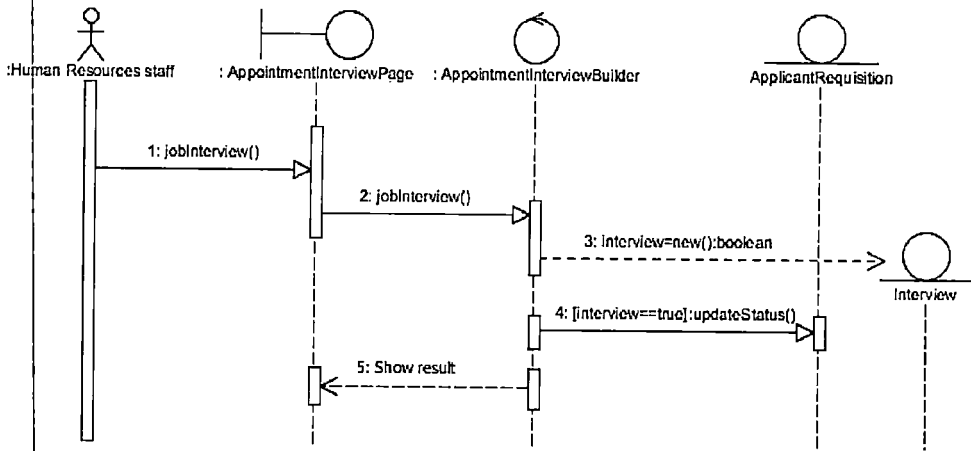 :Human Resources staff
: AppointmentInterviewPage
: AppointmentInterviewBuilder
ApplicantRequisition
1: jobInterview()
2: jobInterview()
3: interview=new():boolean
Interview
4: [interview==true]:updateStatus()
5: Show result